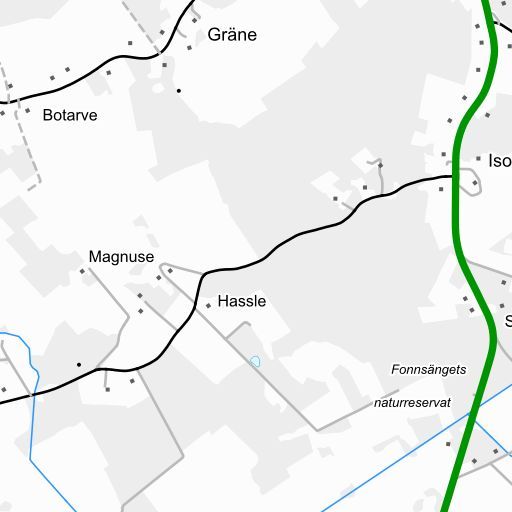 Gräne
Botarve
Iso
Magnuse
Hassle
S
Fonnsängets
naturreservat